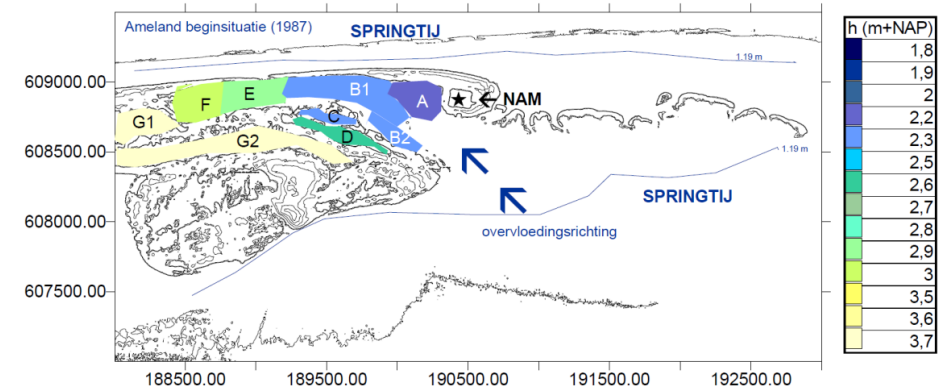 Ameland beginsituatie (1987)
SPRINGTIJ
1.19 m
609000.00
608500.00
608000.00
607500.00
B1
E
A
F
NAM
C
G1
B2
G2
D
1.19 m
SPRINGTIJ
overvloedingsrichting
188500.00
189500.00
190500.00
191500.00
192500.00
h (m+NAP)
1,8
1,9
2
2,2
2,3
2,5
2,6
2,7
2,8
2,9
3
3,5
3,6
3,7